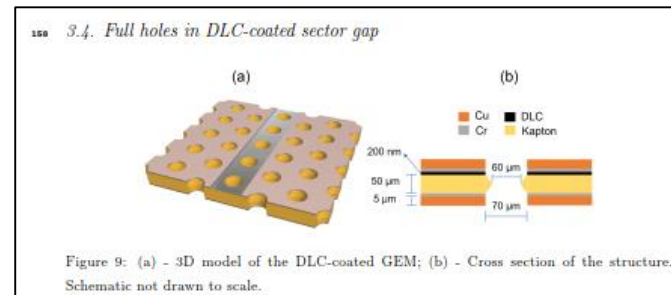 158 3.4. Full holes in DLC-coated sector gap
(a)
(b)
Cu DLC
Cr Kapton
200 nm
60 μm
50 μm
5 μm
70 μm
Figure 9: (a) - 3D model of the DLC-coated GEM; (b) - Cross section of the structure.
Schematic not drawn to scale.